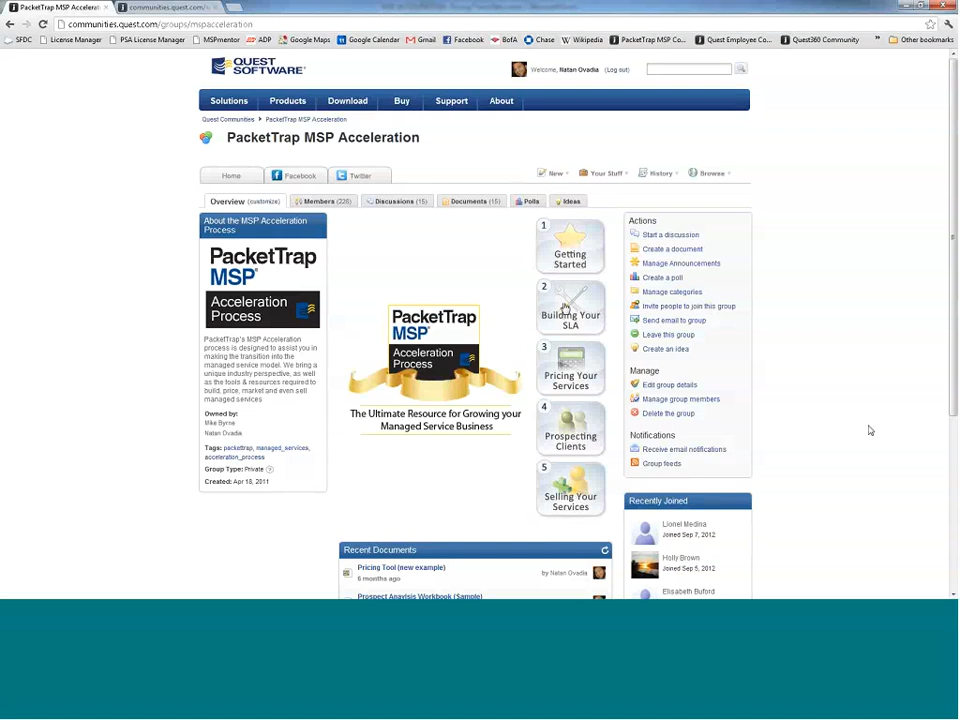 PacketTrap MSP Acceleratio
communities.quest.com/
communities.quest.com/groups/mspacceleration
SFDC
License Manager
PSA License Manager
MSPmentor
ADP
Google Maps
Google Calendar
Gmail
Facebook
BofA
Chase
Wikipedia
PacketTrap MSP Co...
Quest Employee Co...
Quest360 Community
»
Other bookmarks
QUEST
SOFTWARE®
Welcome, Natan Ovadia (Log out)
Solutions
Products
Download
Buy
Support
About
Quest Communities
PacketTrap MSP Acceleration
PacketTrap MSP Acceleration
Home
Facebook
Twitter
New
Your Stuff
History
Browse
Overview (customize)
Members (226)
Discussions (15)
Documents (15)
Polls
Ideas
About the MSP Acceleration
Process
PacketTrap
MSP®
Acceleration
Process
PacketTrap's MSP Acceleration
process is designed to assist you in
making the transition into the
managed service model. We bring a
unique industry perspective, as well
as the tools & resources required to
build, price, market and even sell
managed services
Owned by:
Mike Byrne
Natan Ovadia
Tags: packettrap, managed_services,
acceleration_process
Group Type: Private ?
Created: Apr 18, 2011
PacketTrap
MSP®
Acceleration
Process
The Ultimate Resource for Growing your
Managed Service Business
1
Getting
Started
2
Building Your
SLA
3
Pricing Your
Services
4
Prospecting
Clients
5
Selling Your
Services
Actions
Start a discussion
Create a document
Manage Announcements
Create a poll
Manage categories
Invite people to join this group
Send email to group
Leave this group
Create an idea
Manage
Edit group details
Manage group members
Delete the group
Notifications
Receive email notifications
Group feeds
Recently Joined
Lionel Medina
Joined Sep 7, 2012
Holly Brown
Joined Sep 5, 2012
Elisabeth Buford
Recent Documents
Pricing Tool (new example)
6 months ago
by Natan Ovadia
Prospect Anaylsis Workbook (Sample)